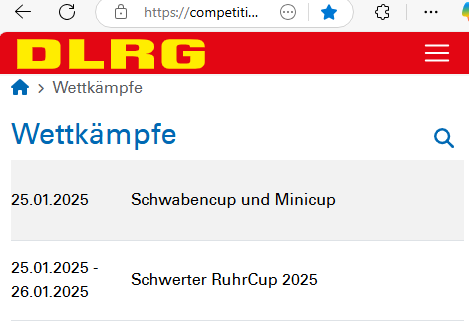 https://competiti...
DLRG
Wettkämpfe
Wettkämpfe
25.01.2025
Schwabencup und Minicup
25.01.2025 -
26.01.2025
Schwerter RuhrCup 2025